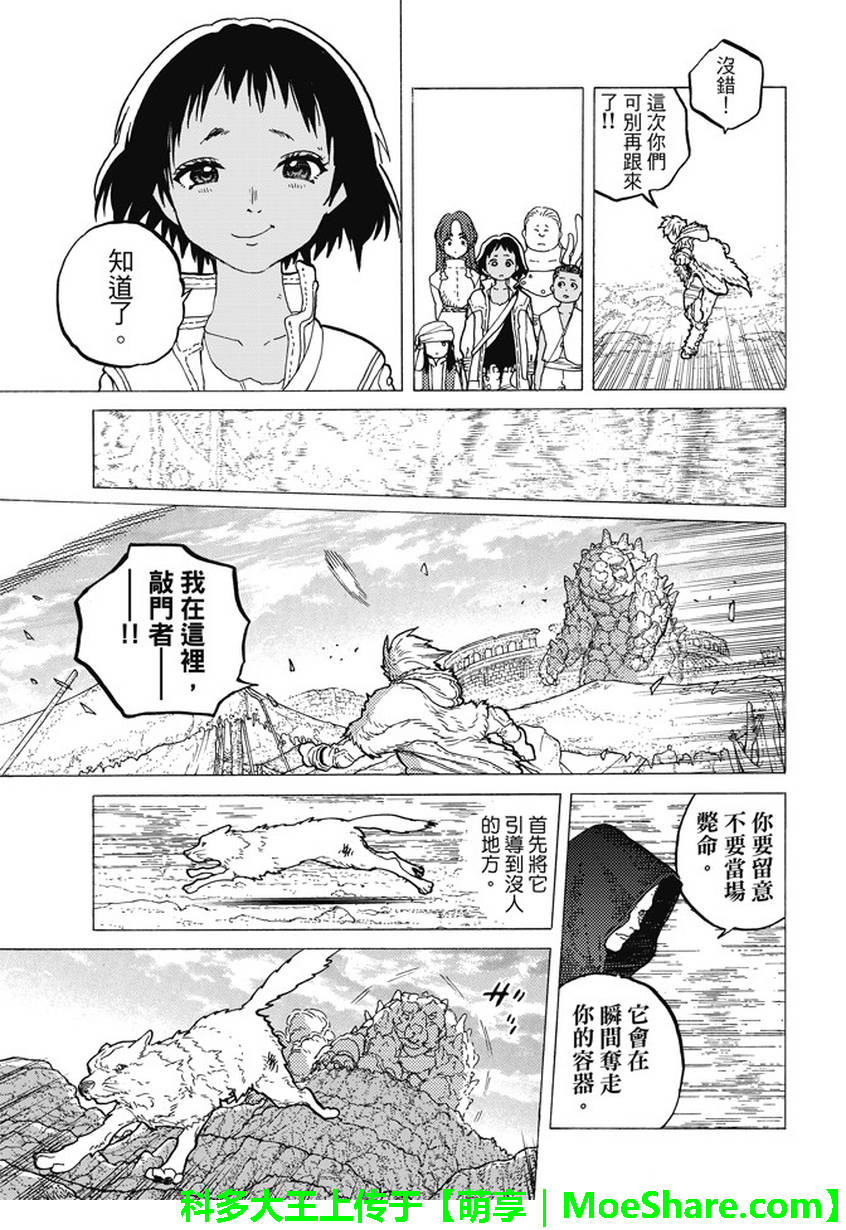 沒錯！
這次你們
可別再跟來
了!!
知道了。
我在這裡，
敲門者——
——!!
你要留意
不要當場
斃命。
首先將它
引導到沒人
的地方。
它會在
瞬間奪走
你的容器。
科多大王上传于【萌享｜MoeShare.com】